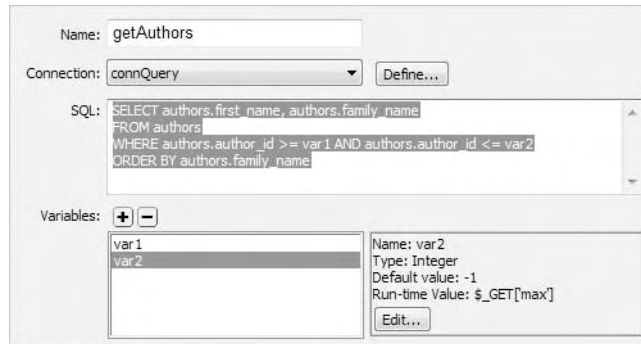 Name: getAuthors
Connection: connQuery Define...
SQL: SELECT authors.first_name, authors.family_name
FROM authors
WHERE authors.author_id >= var1 AND authors.author_id <= var2
ORDER BY authors.family_name
Variables: + −
var1
var2
Name: var2
Type: Integer
Default value: -1
Run-time Value: $_GET['max']
Edit...